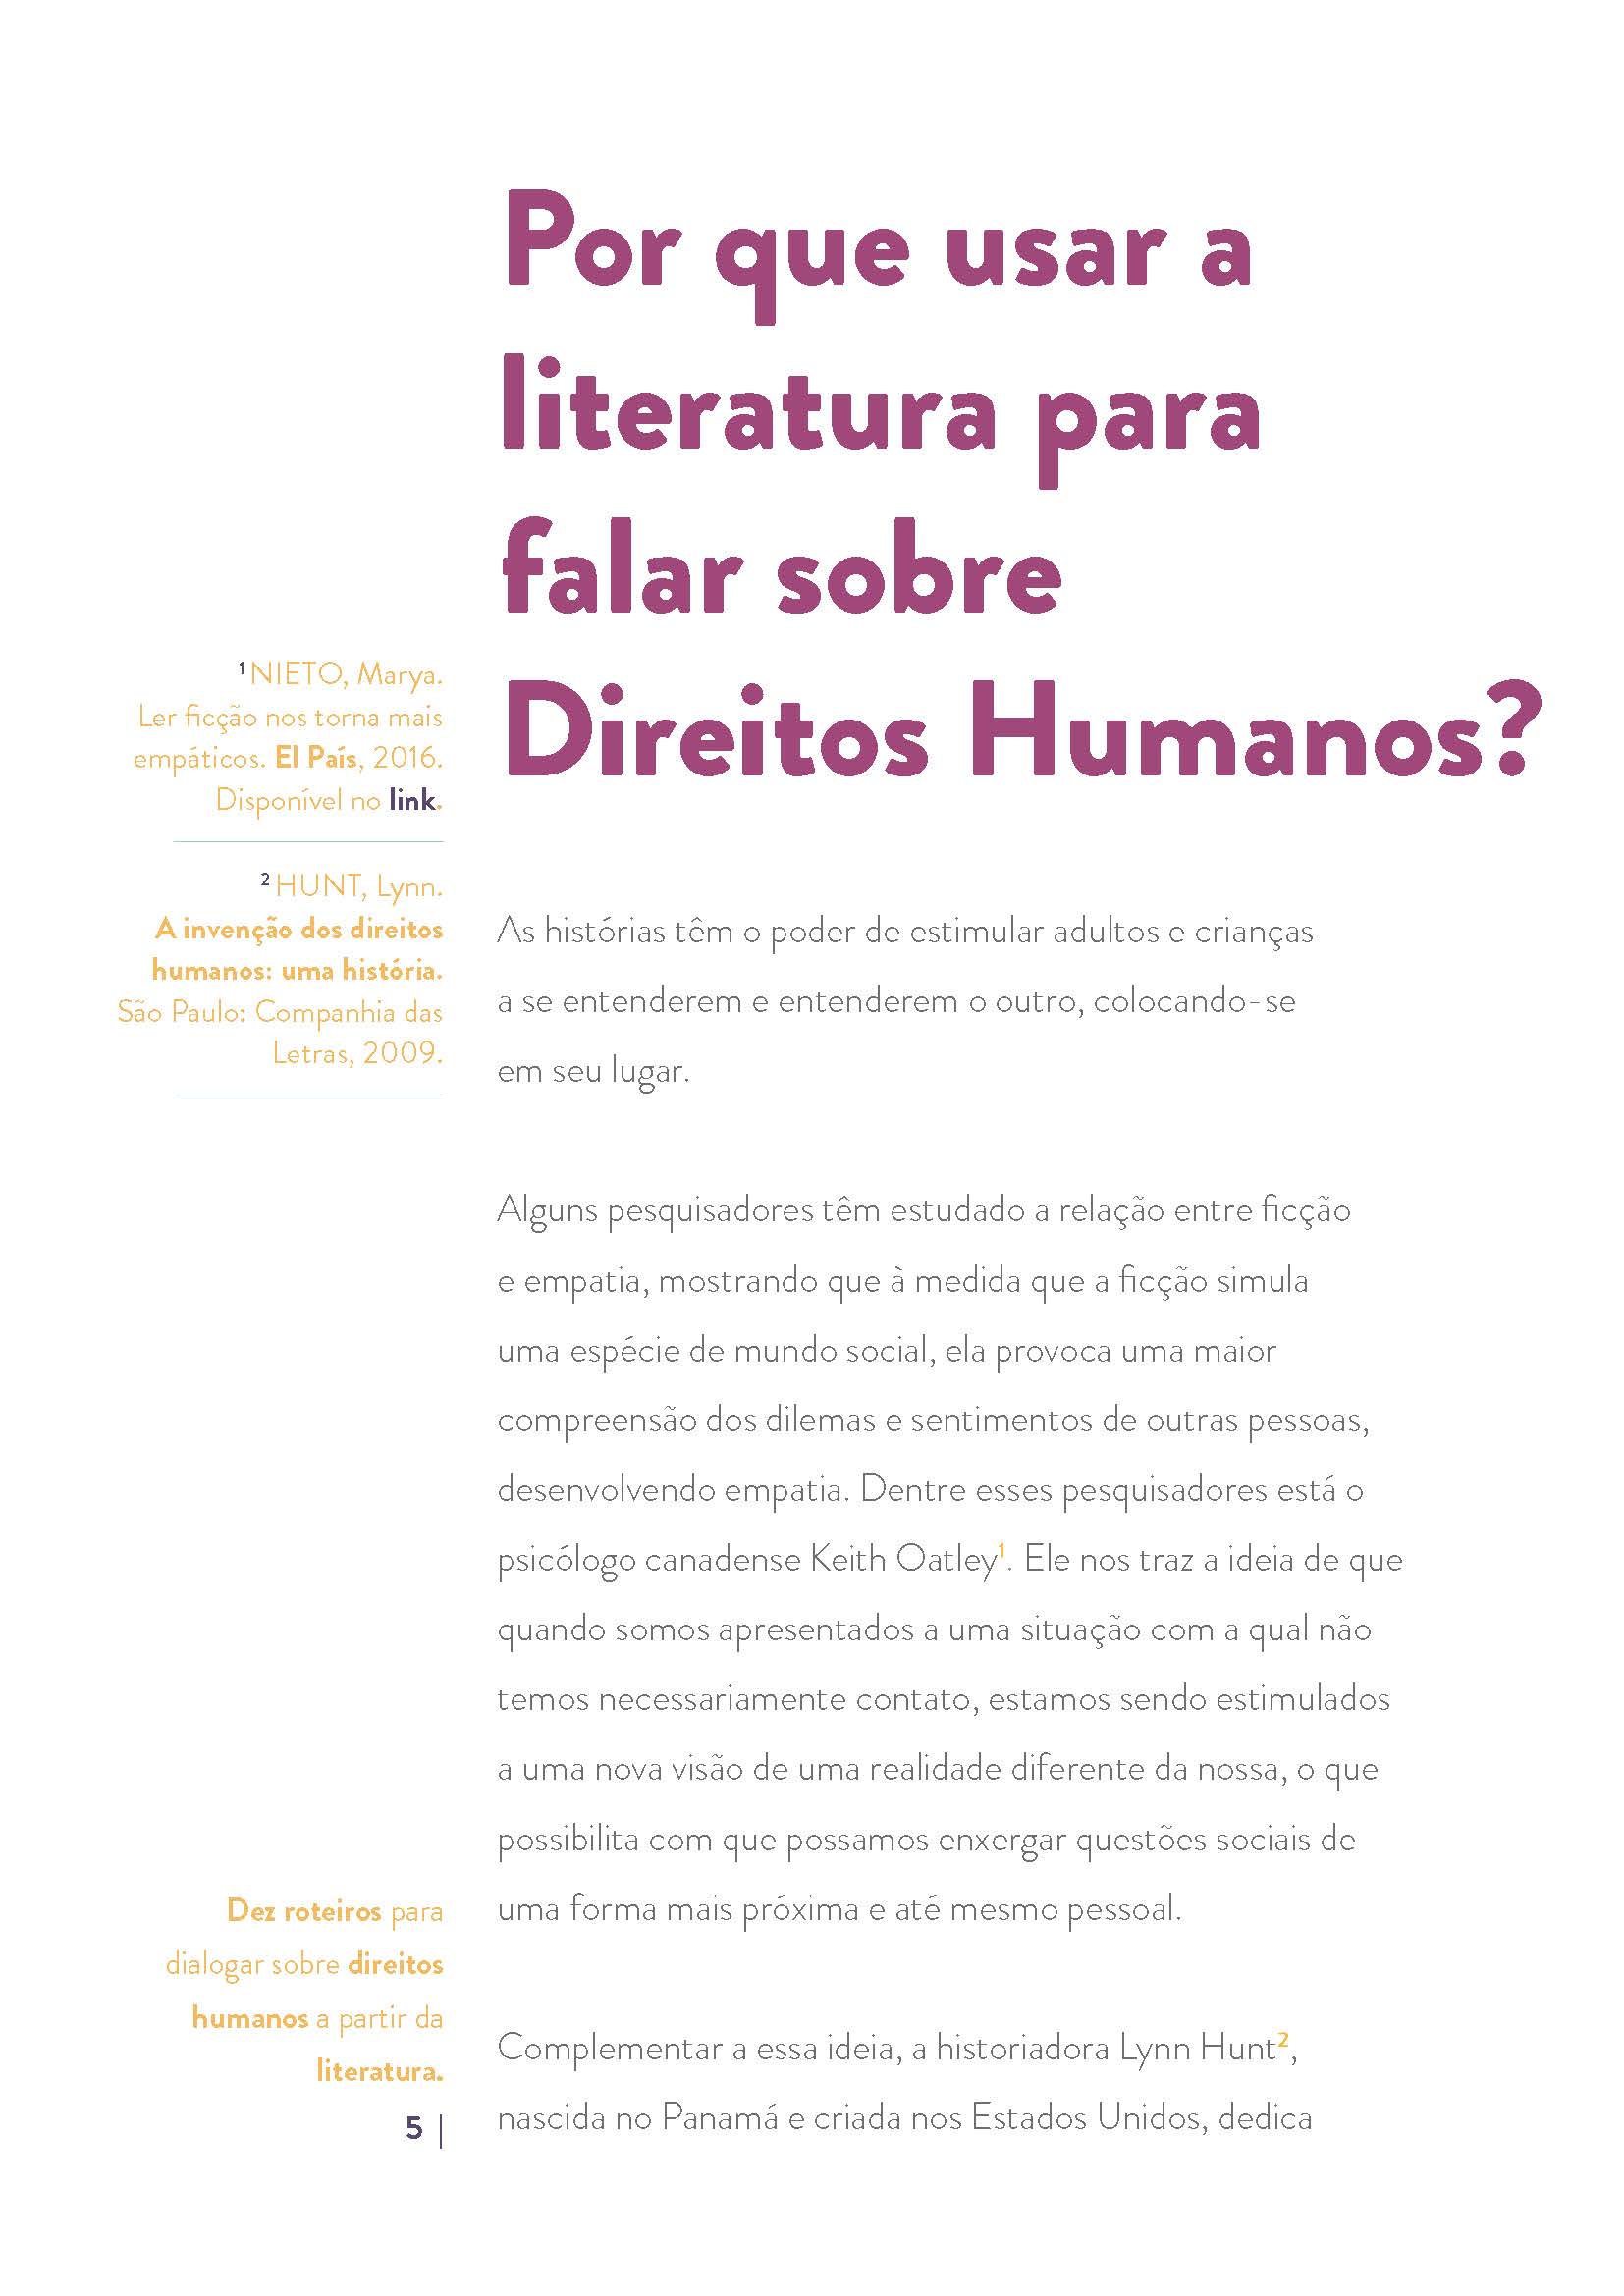 Por que usar a
literatura para
falar sobre
Direitos Humanos?
¹ NIETO, Marya.
Ler ficção nos torna mais
empáticos. El País, 2016.
Disponível no link.
² HUNT, Lynn.
A invenção dos direitos
humanos: uma história.
São Paulo: Companhia das
Letras, 2009.
As histórias têm o poder de estimular adultos e crianças
a se entenderem e entenderem o outro, colocando-se
em seu lugar.
Alguns pesquisadores têm estudado a relação entre ficção
e empatia, mostrando que à medida que a ficção simula
uma espécie de mundo social, ela provoca uma maior
compreensão dos dilemas e sentimentos de outras pessoas,
desenvolvendo empatia. Dentre esses pesquisadores está o
psicólogo canadense Keith Oatley¹. Ele nos traz a ideia de que
quando somos apresentados a uma situação com a qual não
temos necessariamente contato, estamos sendo estimulados
a uma nova visão de uma realidade diferente da nossa, o que
possibilita com que possamos enxergar questões sociais de
uma forma mais próxima e até mesmo pessoal.
Complementar a essa ideia, a historiadora Lynn Hunt²,
nascida no Panamá e criada nos Estados Unidos, dedica
Dez roteiros para
dialogar sobre direitos
humanos a partir da
literatura.
5 |